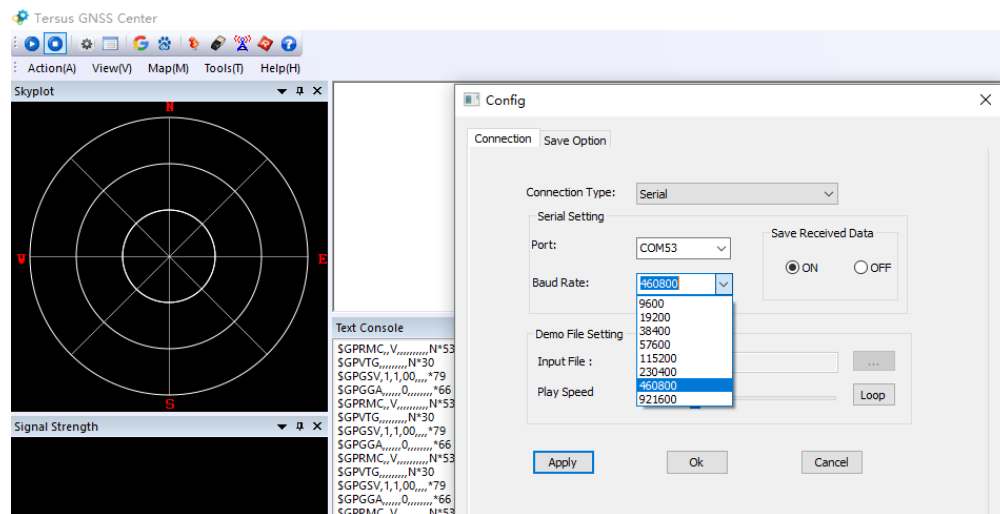 Tersus GNSS Center
Action(A) View(V) Map(M) Tools(T) Help(H)
Skyplot
N
W
E
S
Signal Strength
Text Console
$GPRMC,,V,,,,,,,,,,N*53
$GPVTG,,,,,,,,,N*30
$GPGSV,1,1,00,,,,*79
$GPGGA,,,,,,0,,,,,,,,*66
$GPRMC,,V,,,,,,,,,,N*53
$GPVTG,,,,,,,,,N*30
$GPGSV,1,1,00,,,,*79
$GPGGA,,,,,,0,,,,,,,,*66
$GPRMC,,V,,,,,,,,,,N*53
$GPVTG,,,,,,,,,N*30
$GPGSV,1,1,00,,,,*79
$GPGGA,,,,,,0,,,,,,,,*66
$GPRMC,,V,,,,,,,,,,N*53
Config
Connection Save Option
Connection Type: Serial
Serial Setting
Port: COM53
Baud Rate: 460800
9600
19200
38400
57600
115200
230400
460800
921600
Save Received Data
ON OFF
Demo File Setting
Input File : ...
Play Speed Loop
Apply Ok Cancel